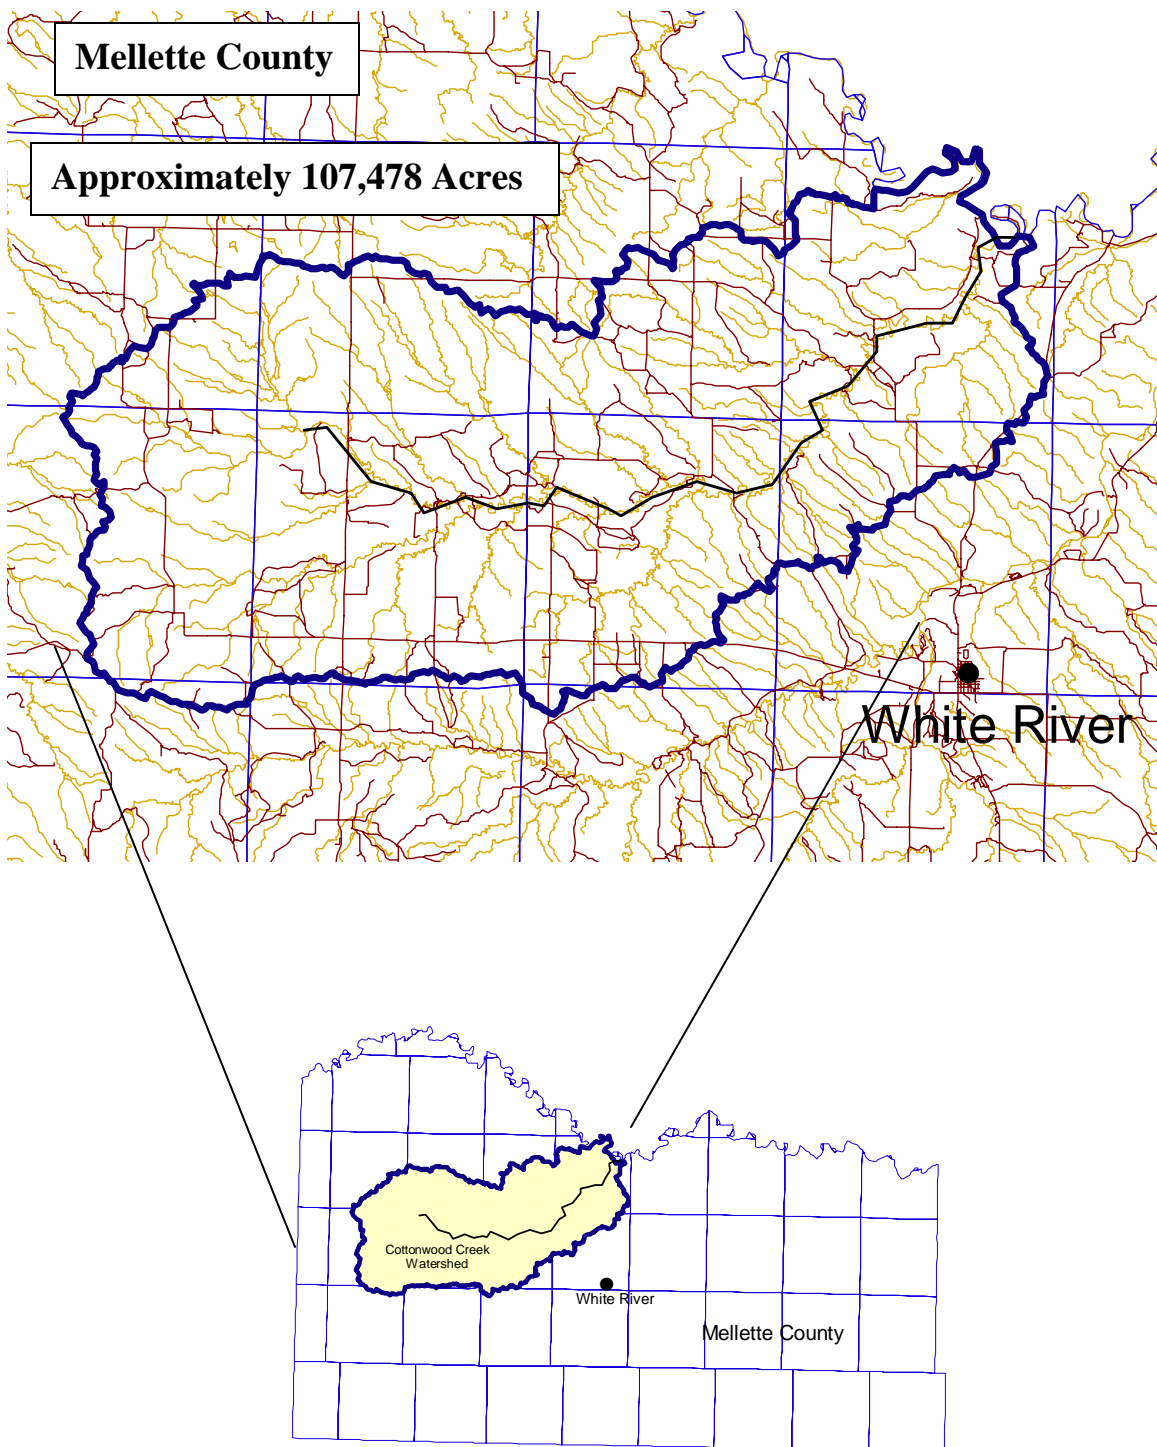 Mellette County
Approximately 107,478 Acres
White River
Cottonwood Creek
Watershed
White River
Mellette County